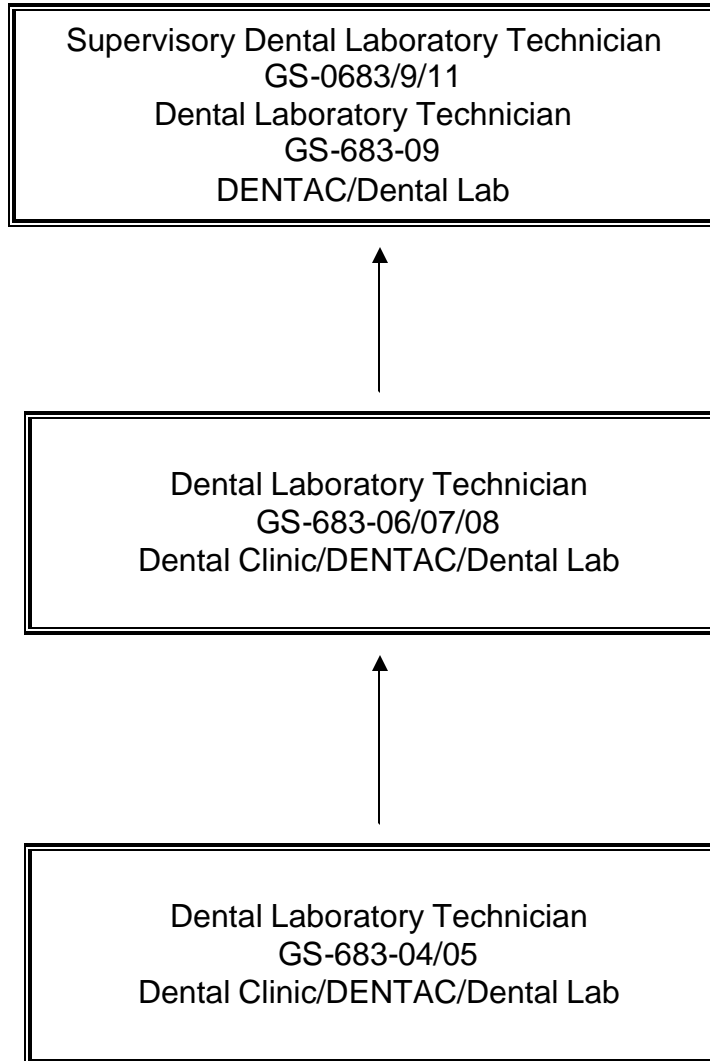 Supervisory Dental Laboratory Technician
GS-0683/9/11
Dental Laboratory Technician
GS-683-09
DENTAC/Dental Lab
Dental Laboratory Technician
GS-683-06/07/08
Dental Clinic/DENTAC/Dental Lab
Dental Laboratory Technician
GS-683-04/05
Dental Clinic/DENTAC/Dental Lab